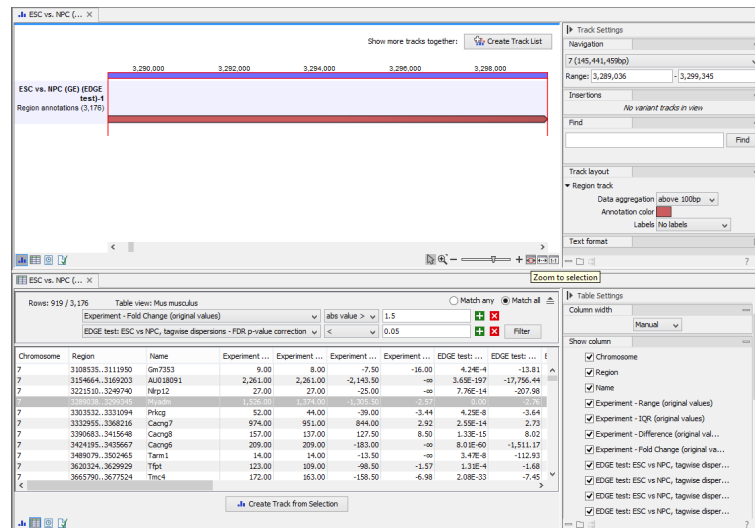 ESC vs. NPC (... ×
Show more tracks together:
Create Track List
3,290,000 3,292,000 3,294,000 3,296,000 3,298,000
ESC vs. NPC (GE) (EDGE
test)-1
Region annotations (3,176)
Zoom to selection
Track Settings
Navigation
7 (145,441,459bp)
Range: 3,289,036 - 3,299,345
Insertions
No variant tracks in view
Find
Find
Track layout
Region track
Data aggregation above 100bp
Annotation color
Labels No labels
Text format
?
ESC vs. NPC (... ×
Rows: 919 / 3,176 Table view: Mus musculus
Match any Match all
Experiment - Fold Change (original values) abs value > 1.5
EDGE test: ESC vs NPC, tagwise dispersions - FDR p-value correction < 0.05 Filter
Chromosome Region Name Experiment ... Experiment ... Experiment ... Experiment ... EDGE test: ... EDGE test: ... E
7 3108535..3111950 Gm7353 9.00 8.00 -7.50 -16.00 4.24E-4 -13.81
7 3154664..3169203 AU018091 2,261.00 2,261.00 -2,143.50 -∞ 3.65E-197 -17,756.44
7 3221510..3249740 Nlrp12 27.00 27.00 -25.00 -∞ 7.76E-14 -207.98
7 3289038..3299345 Myadm 1,526.00 1,374.00 -1,305.50 -2.57 0.00 -2.76
7 3303532..3331094 Prkcg 52.00 44.00 -39.00 -3.44 4.25E-8 -3.64
7 3332955..3368216 Cacng7 974.00 951.00 844.00 2.92 2.55E-14 2.73
7 3390683..3415648 Cacng8 157.00 137.00 127.50 8.50 1.33E-15 8.02
7 3424195..3435667 Cacng6 209.00 209.00 -183.00 -∞ 8.01E-60 -1,511.17
7 3489079..3502465 Tarm1 14.00 14.00 -13.50 -∞ 3.47E-8 -112.93
7 3620324..3629929 Tfpt 123.00 109.00 -98.50 -1.57 1.31E-4 -1.68
7 3665790..3677524 Tmc4 172.00 163.00 -158.50 -6.98 2.08E-33 -7.45
Create Track from Selection
Table Settings
Column width
Manual
Show column
Chromosome
Region
Name
Experiment - Range (original values)
Experiment - IQR (original values)
Experiment - Difference (original val...
Experiment - Fold Change (original va...
EDGE test: ESC vs NPC, tagwise disper...
EDGE test: ESC vs NPC, tagwise disper...
EDGE test: ESC vs NPC, tagwise disper...
EDGE test: ESC vs NPC, tagwise disper...
?